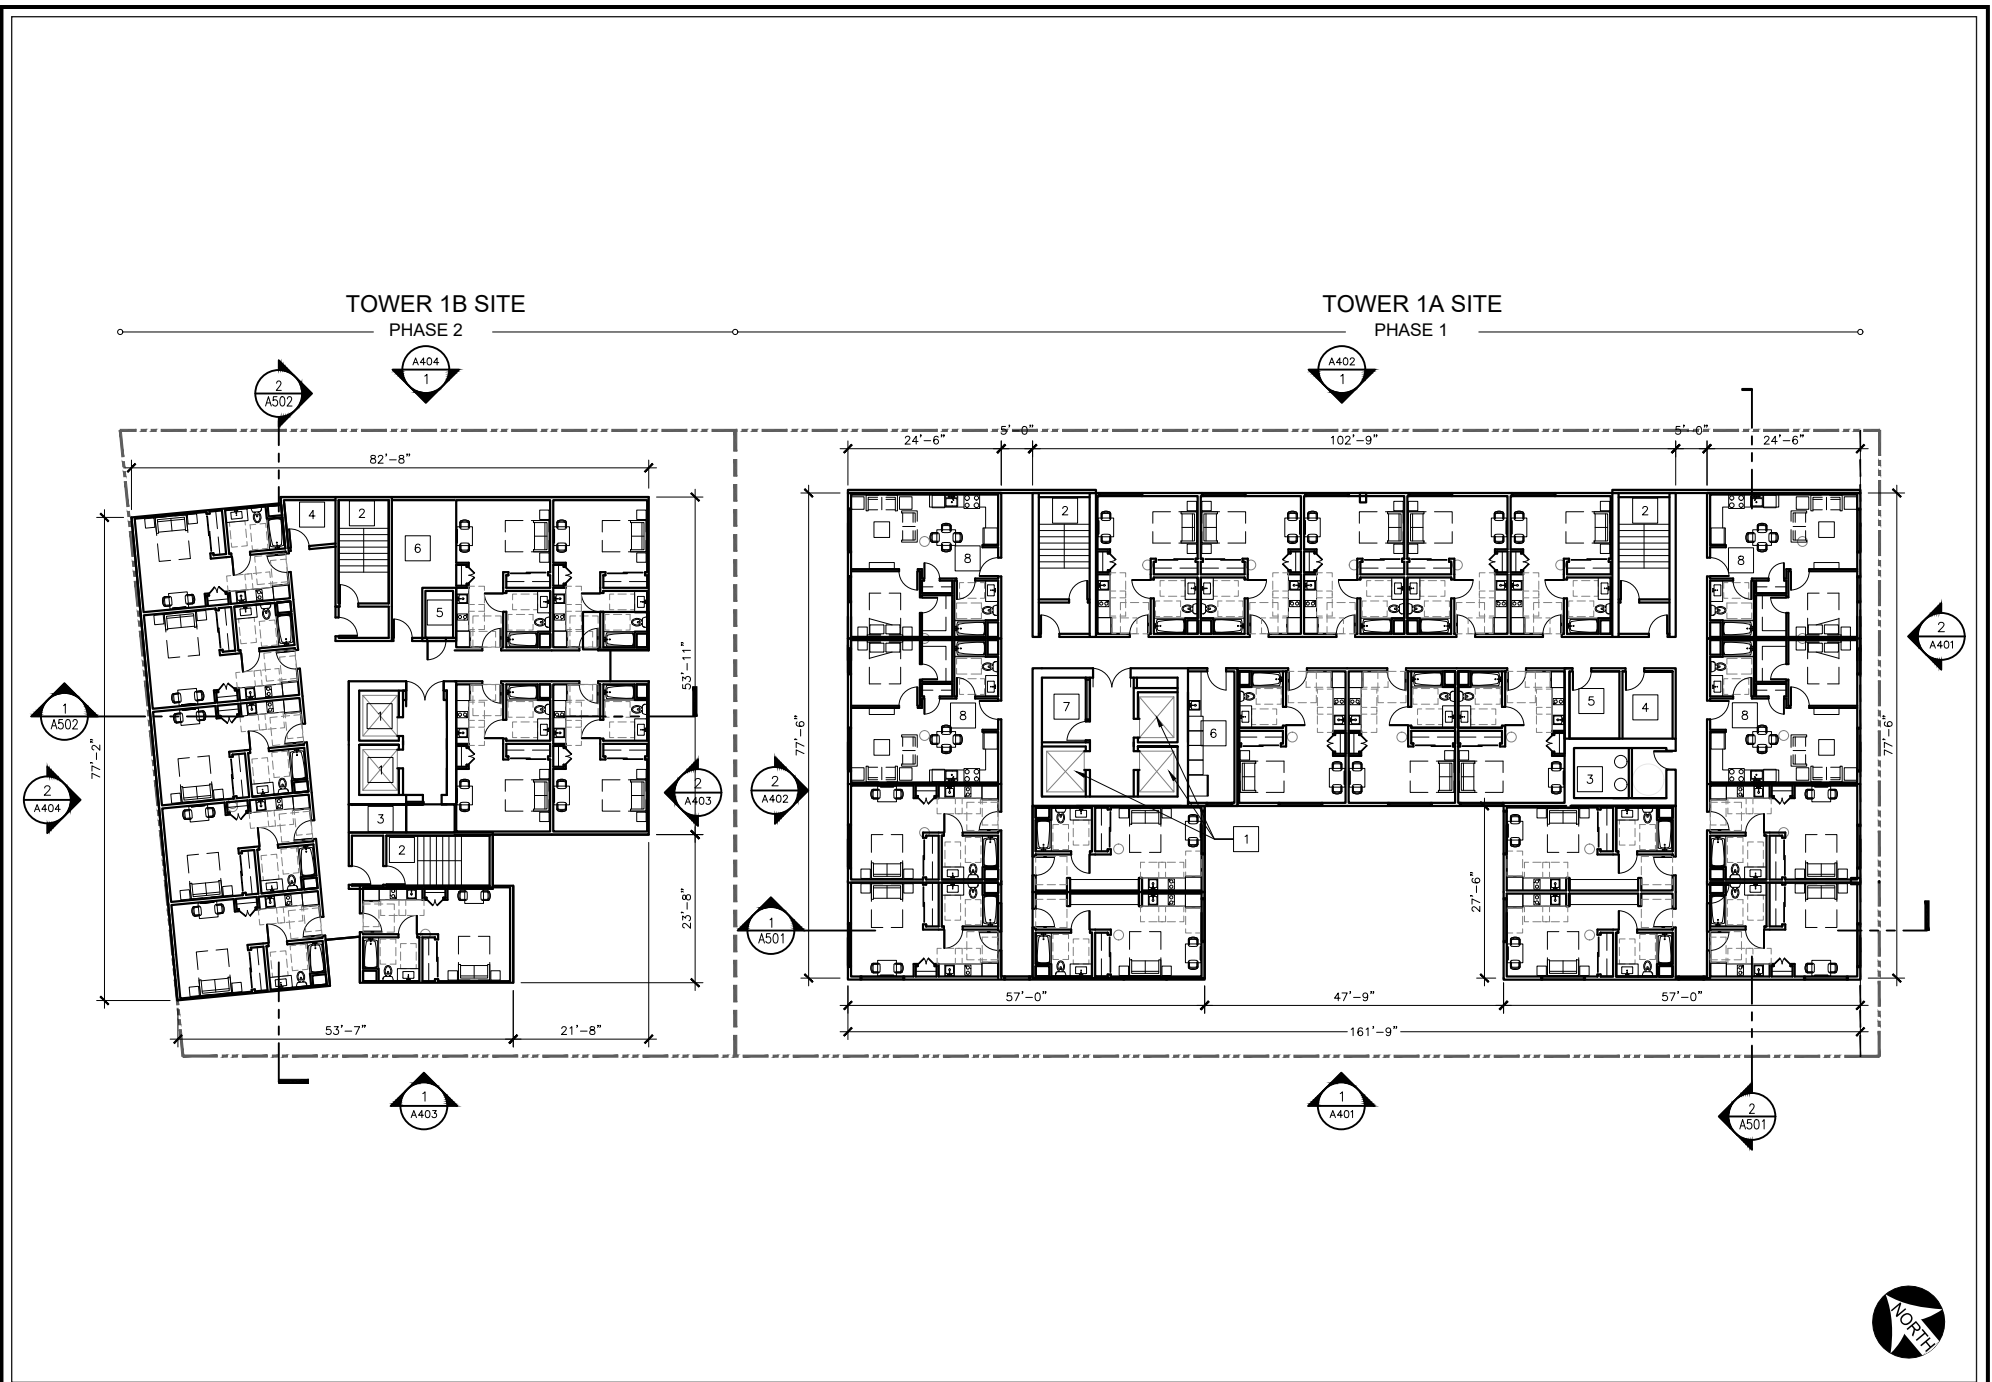 TOWER 1B SITE
PHASE 2
TOWER 1A SITE
PHASE 1
A404
1
A402
1
2
A502
24'-6"
5'-0"
102'-9"
5'-0"
24'-6"
82'-8"
4
2
6
5
2
8
2
8
53'-11"
2
A401
1
A502
77'-2"
2
A404
1
1
3
2
2
A403
2
A402
77'-6"
8
7
6
5
4
3
8
77'-6"
1
23'-8"
27'-6"
1
A501
57'-0"
47'-9"
57'-0"
53'-7"
21'-8"
161'-9"
1
A403
1
A401
2
A501
NORTH